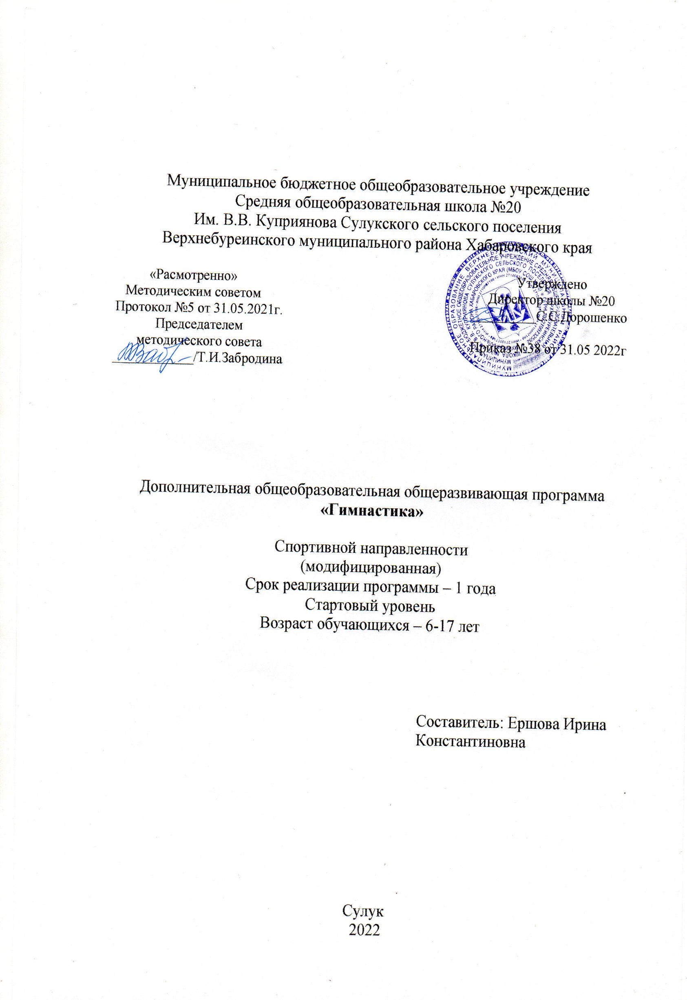 Муниципальное бюджетное общеобразовательное учреждение
Средняя общеобразовательная школа №20
Им. В.В. Куприянова Сулукского сельского поселения
Верхнебуреинского муниципального района Хабаровского края
«Расмотренно»
Методическим советом
Протокол №5 от 31.05.2021г.
Председателем
методического совета
/Т.И.Забродина
Утверждено
Директор школы №20
С.С.Дорошенко
Приказ №38 от 31.05 2022г
Дополнительная общеобразовательная общеразвивающая программа
«Гимнастика»
Спортивной направленности
(модифицированная)
Срок реализации программы – 1 года
Стартовый уровень
Возраст обучающихся – 6-17 лет
Составитель: Ершова Ирина
Константиновна
Сулук
2022